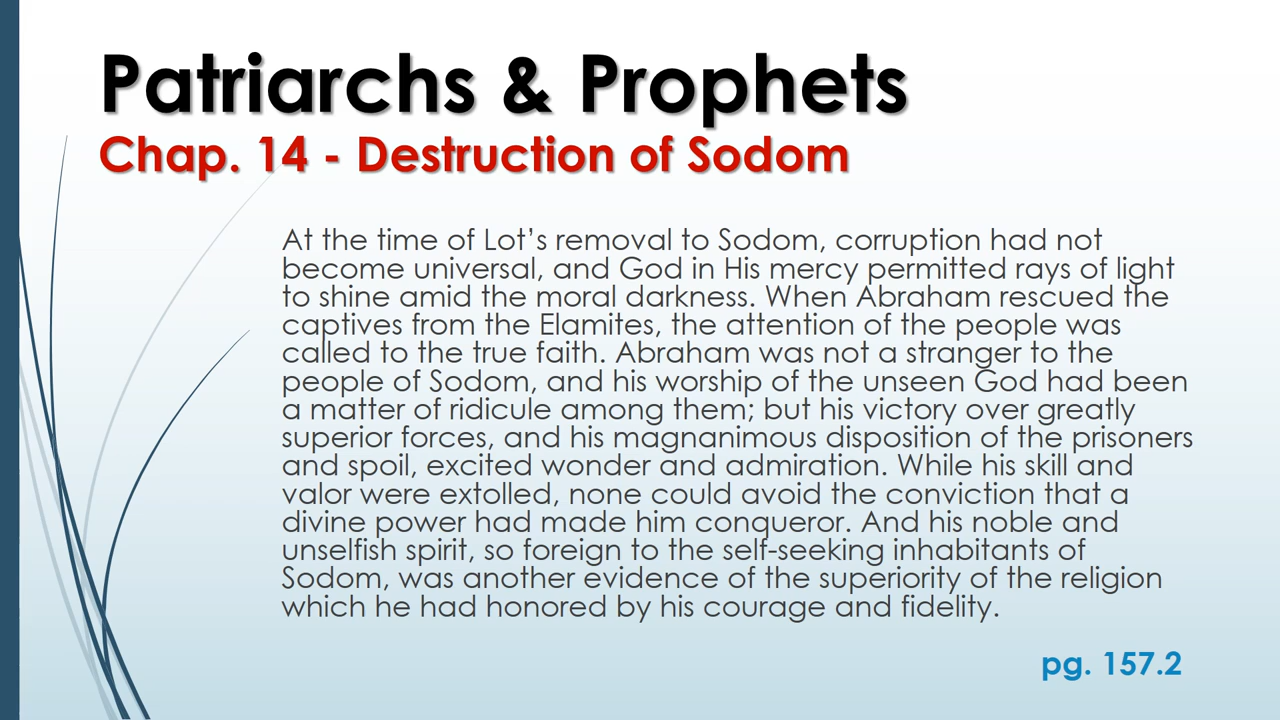 Patriarchs & Prophets
Chap. 14 - Destruction of Sodom
At the time of Lot’s removal to Sodom, corruption had not
become universal, and God in His mercy permitted rays of light
to shine amid the moral darkness. When Abraham rescued the
captives from the Elamites, the attention of the people was
called to the true faith. Abraham was not a stranger to the
people of Sodom, and his worship of the unseen God had been
a matter of ridicule among them; but his victory over greatly
superior forces, and his magnanimous disposition of the prisoners
and spoil, excited wonder and admiration. While his skill and
valor were extolled, none could avoid the conviction that a
divine power had made him conqueror. And his noble and
unselfish spirit, so foreign to the self-seeking inhabitants of
Sodom, was another evidence of the superiority of the religion
which he had honored by his courage and fidelity.
pg. 157.2